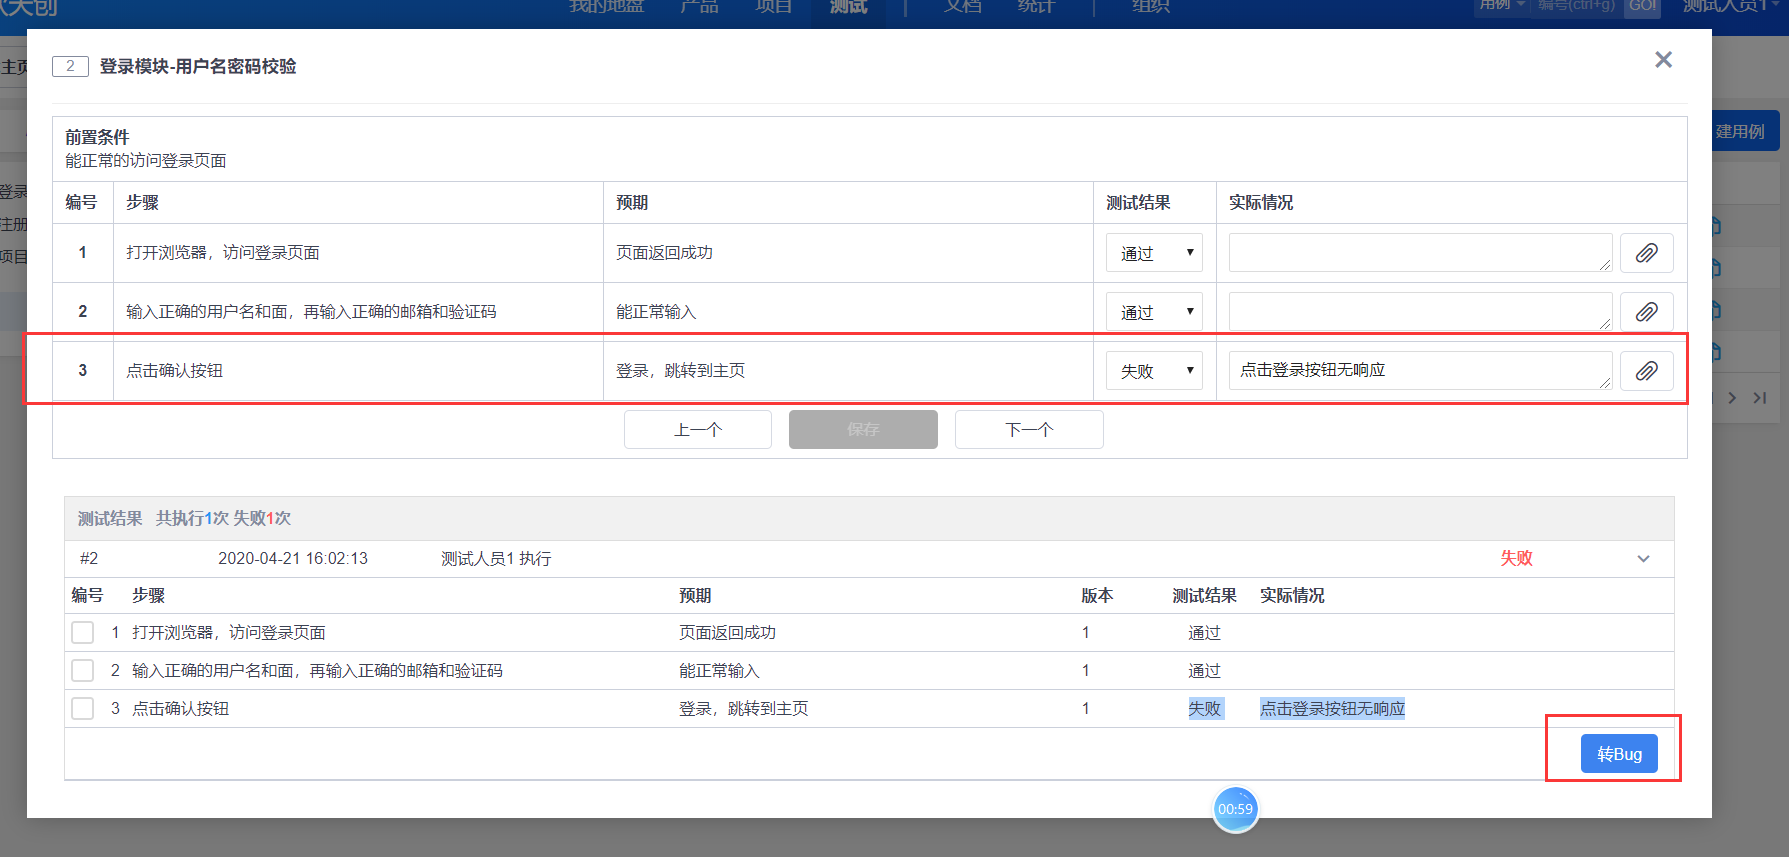 我的地盘 产品 项目 测试 文档 统计 组织 用例 编号(ctrl+g) GO! 测试人员1
主页
2 登录模块-用户名密码校验
建用例
登录
注册
项目
前置条件
能正常的访问登录页面
编号 步骤 预期 测试结果 实际情况
1 打开浏览器，访问登录页面 页面返回成功 通过
2 输入正确的用户名和面，再输入正确的邮箱和验证码 能正常输入 通过
3 点击确认按钮 登录，跳转到主页 失败 点击登录按钮无响应
上一个 保存 下一个
测试结果 共执行1次 失败1次
#2 2020-04-21 16:02:13 测试人员1 执行 失败
编号 步骤 预期 版本 测试结果 实际情况
1 打开浏览器，访问登录页面 页面返回成功 1 通过
2 输入正确的用户名和面，再输入正确的邮箱和验证码 能正常输入 1 通过
3 点击确认按钮 登录，跳转到主页 1 失败 点击登录按钮无响应
转Bug
00:59